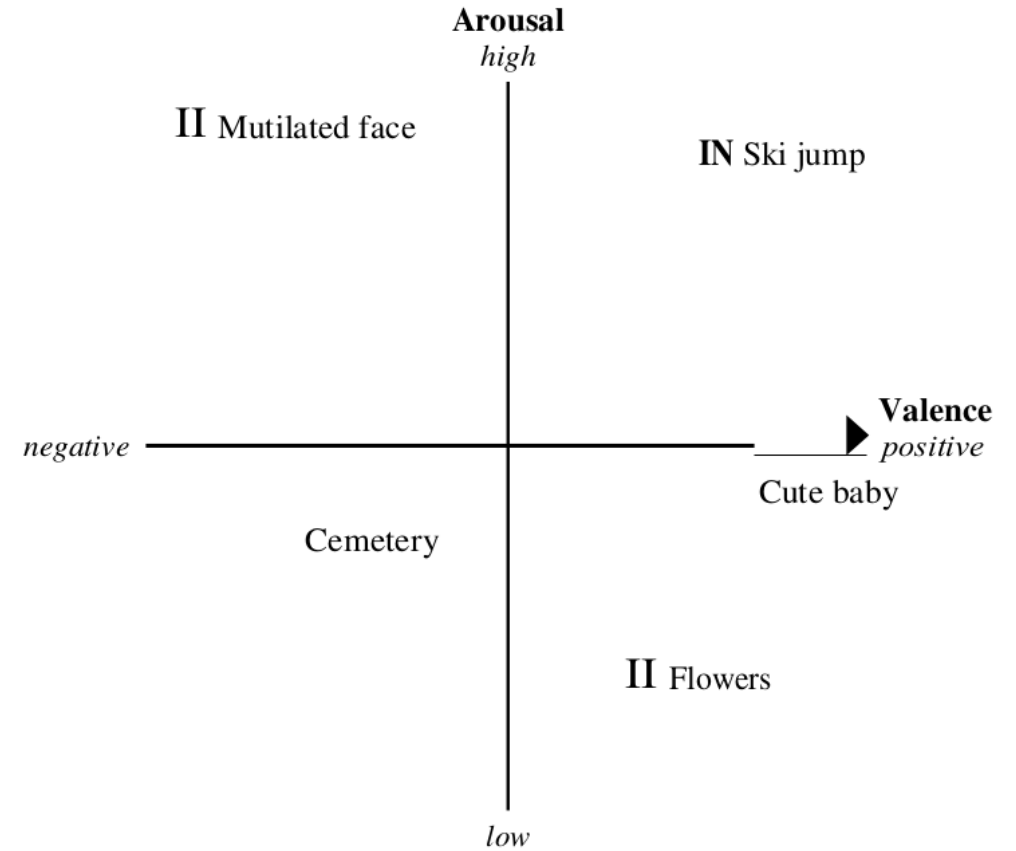 Arousal
high
II Mutilated face
IN Ski jump
Valence
negative
positive
Cute baby
Cemetery
II Flowers
low